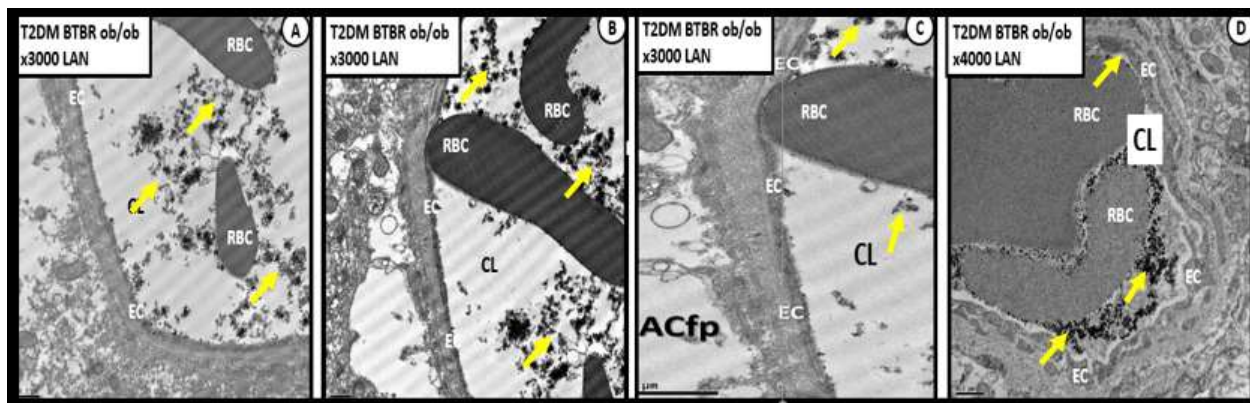 T2DM BTBR ob/ob
x3000 LAN
A
RBC
EC
CL
RBC
EC
T2DM BTBR ob/ob
x3000 LAN
B
RBC
RBC
EC
CL
EC
T2DM BTBR ob/ob
x3000 LAN
C
EC
RBC
EC
CL
EC
ACfp
µm
T2DM BTBR ob/ob
x4000 LAN
D
EC
RBC
CL
RBC
EC
EC